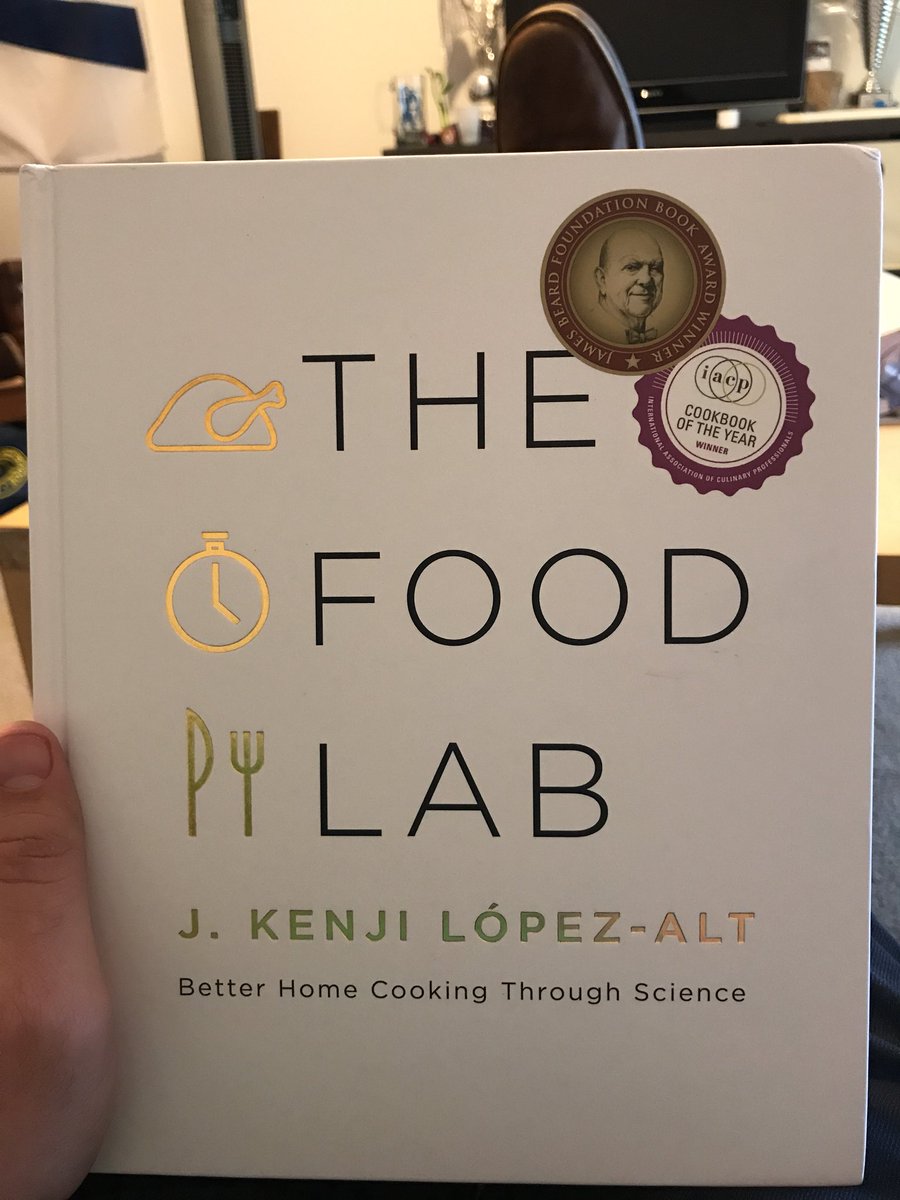 JAMES BEARD FOUNDATION BOOK AWARD WINNER
THE
iacp
COOKBOOK
OF THE YEAR
WINNER
INTERNATIONAL ASSOCIATION OF CULINARY PROFESSIONALS
FOOD
LAB
J. KENJI LÓPEZ-ALT
Better Home Cooking Through Science